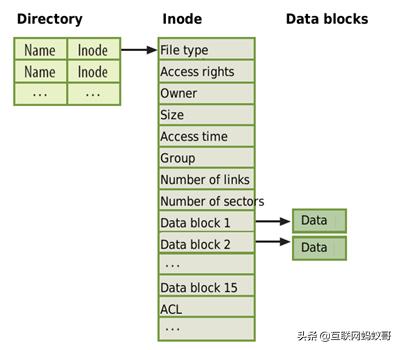 Directory Inode Data blocks
Name Inode
Name Inode
... ...
File type
Access rights
Owner
Size
Access time
Group
Number of links
Number of sectors
Data block 1
Data block 2
...
Data block 15
ACL
...
Data
Data
头条 @互联网蚂蚁哥